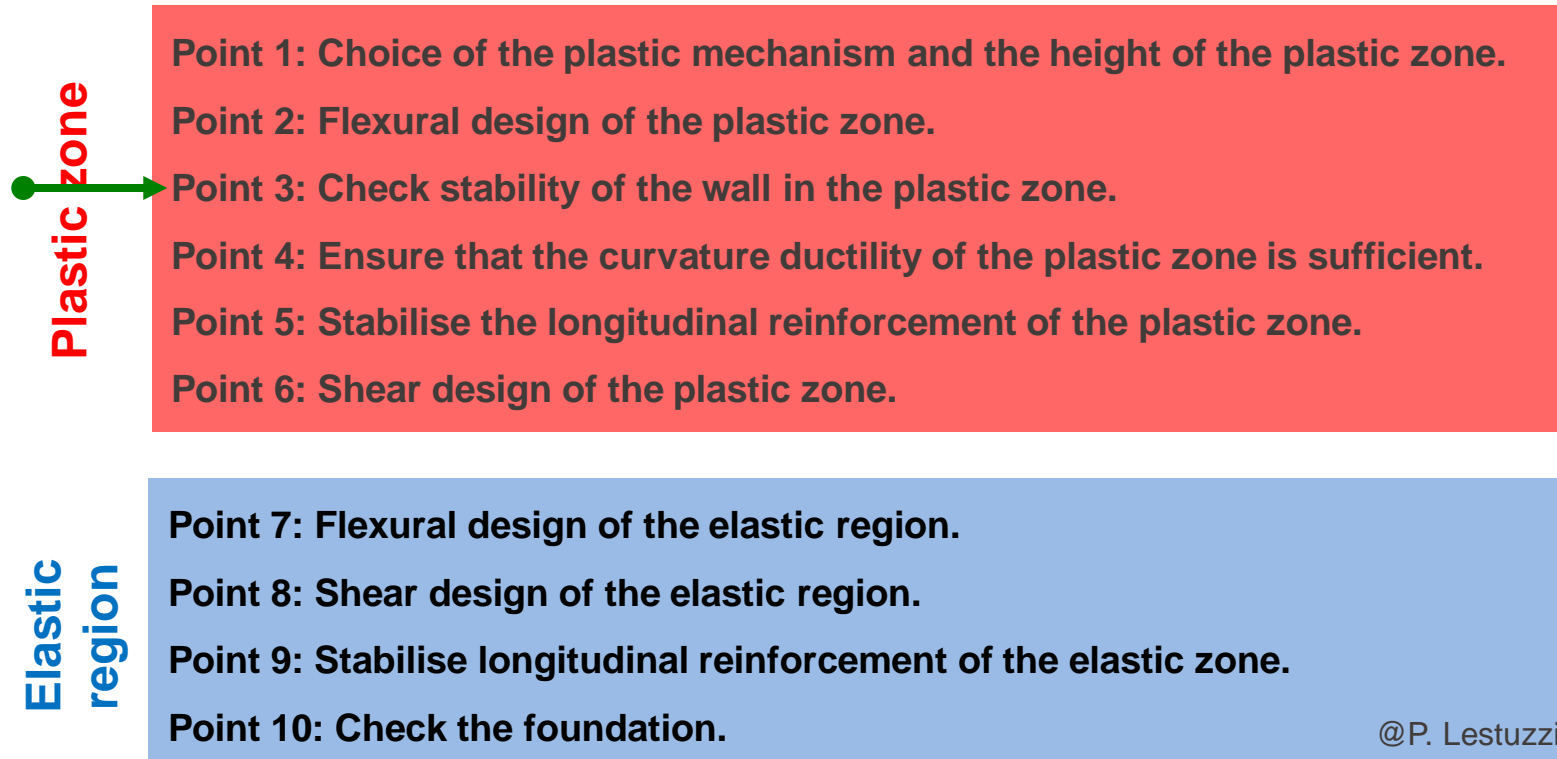 Plastic zone
Point 1: Choice of the plastic mechanism and the height of the plastic zone.
Point 2: Flexural design of the plastic zone.
Point 3: Check stability of the wall in the plastic zone.
Point 4: Ensure that the curvature ductility of the plastic zone is sufficient.
Point 5: Stabilise the longitudinal reinforcement of the plastic zone.
Point 6: Shear design of the plastic zone.
Elastic
region
Point 7: Flexural design of the elastic region.
Point 8: Shear design of the elastic region.
Point 9: Stabilise longitudinal reinforcement of the elastic zone.
Point 10: Check the foundation.
@P. Lestuzzi